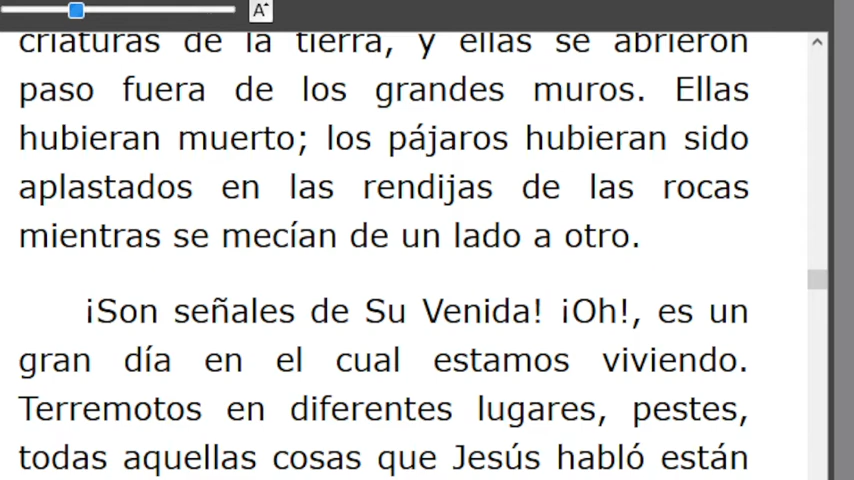 A
criaturas de la tierra, y ellas se abrieron
paso fuera de los grandes muros. Ellas
hubieran muerto; los pájaros hubieran sido
aplastados en las rendijas de las rocas
mientras se mecían de un lado a otro.
¡Son señales de Su Venida! ¡Oh!, es un
gran día en el cual estamos viviendo.
Terremotos en diferentes lugares, pestes,
todas aquellas cosas que Jesús habló están